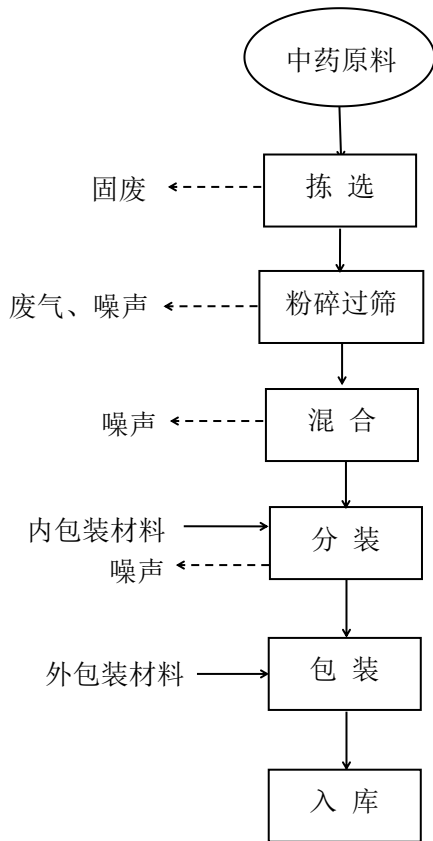 中药原料
固废
拣 选
废气、噪声
粉碎过筛
噪声
混 合
内包装材料
分 装
噪声
外包装材料
包 装
入 库